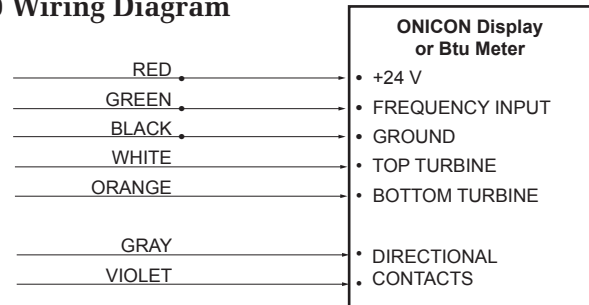 Wiring Diagram
ONICON Display
or Btu Meter
RED • +24 V
GREEN • FREQUENCY INPUT
BLACK • GROUND
WHITE • TOP TURBINE
ORANGE • BOTTOM TURBINE
GRAY • DIRECTIONAL
VIOLET • CONTACTS